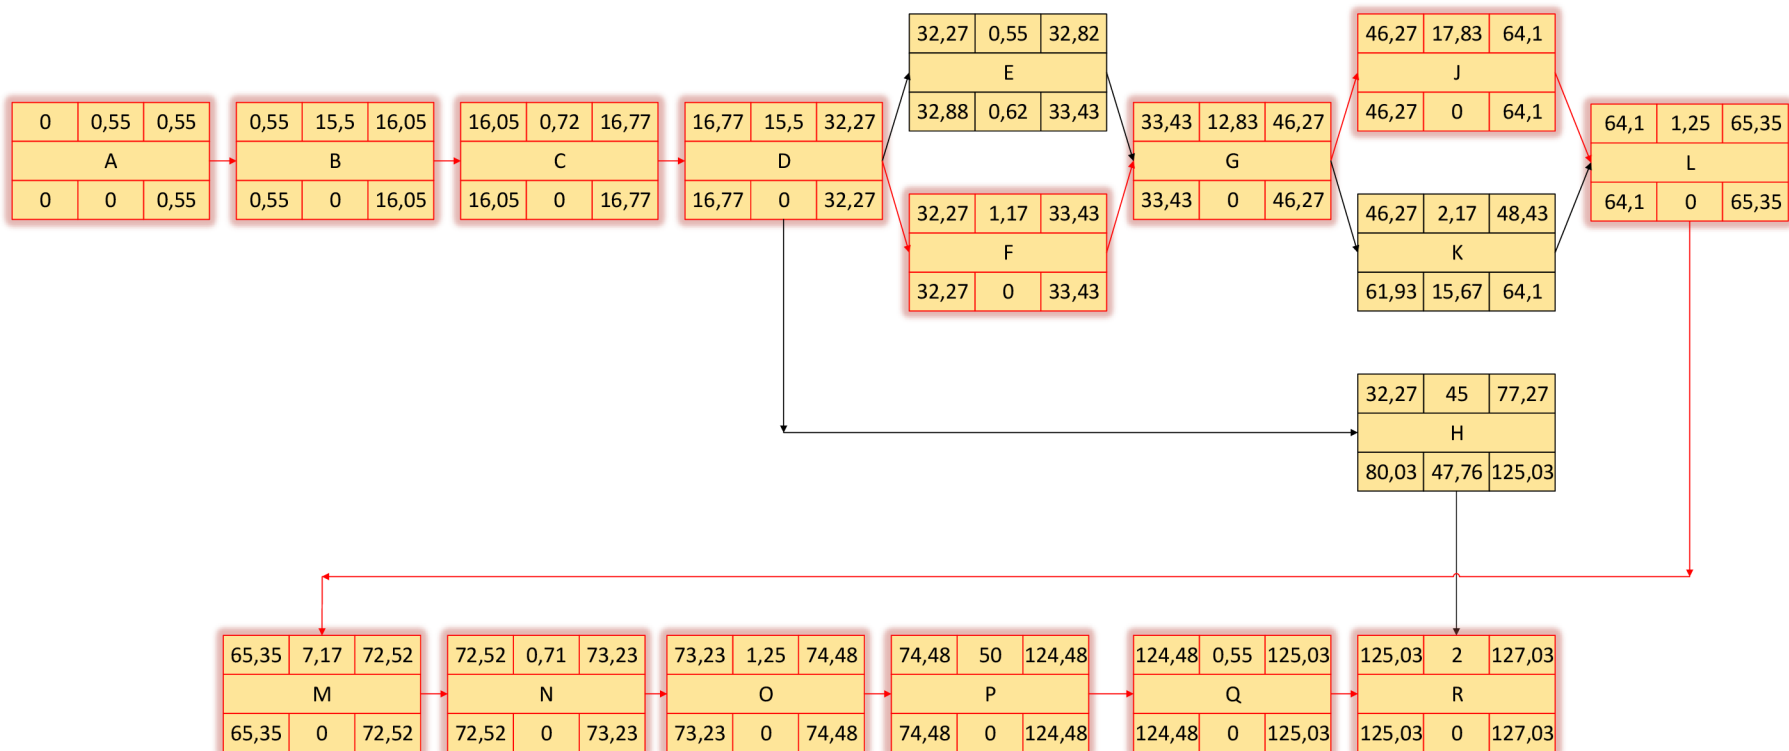 32,27 0,55 32,82
E
32,88 0,62 33,43
46,27 17,83 64,1
J
46,27 0 64,1
0 0,55 0,55
A
0 0 0,55
0,55 15,5 16,05
B
0,55 0 16,05
16,05 0,72 16,77
C
16,05 0 16,77
16,77 15,5 32,27
D
16,77 0 32,27
33,43 12,83 46,27
G
33,43 0 46,27
64,1 1,25 65,35
L
64,1 0 65,35
32,27 1,17 33,43
F
32,27 0 33,43
46,27 2,17 48,43
K
61,93 15,67 64,1
32,27 45 77,27
H
80,03 47,76 125,03
65,35 7,17 72,52
M
65,35 0 72,52
72,52 0,71 73,23
N
72,52 0 73,23
73,23 1,25 74,48
O
73,23 0 74,48
74,48 50 124,48
P
74,48 0 124,48
124,48 0,55 125,03
Q
124,48 0 125,03
125,03 2 127,03
R
125,03 0 127,03